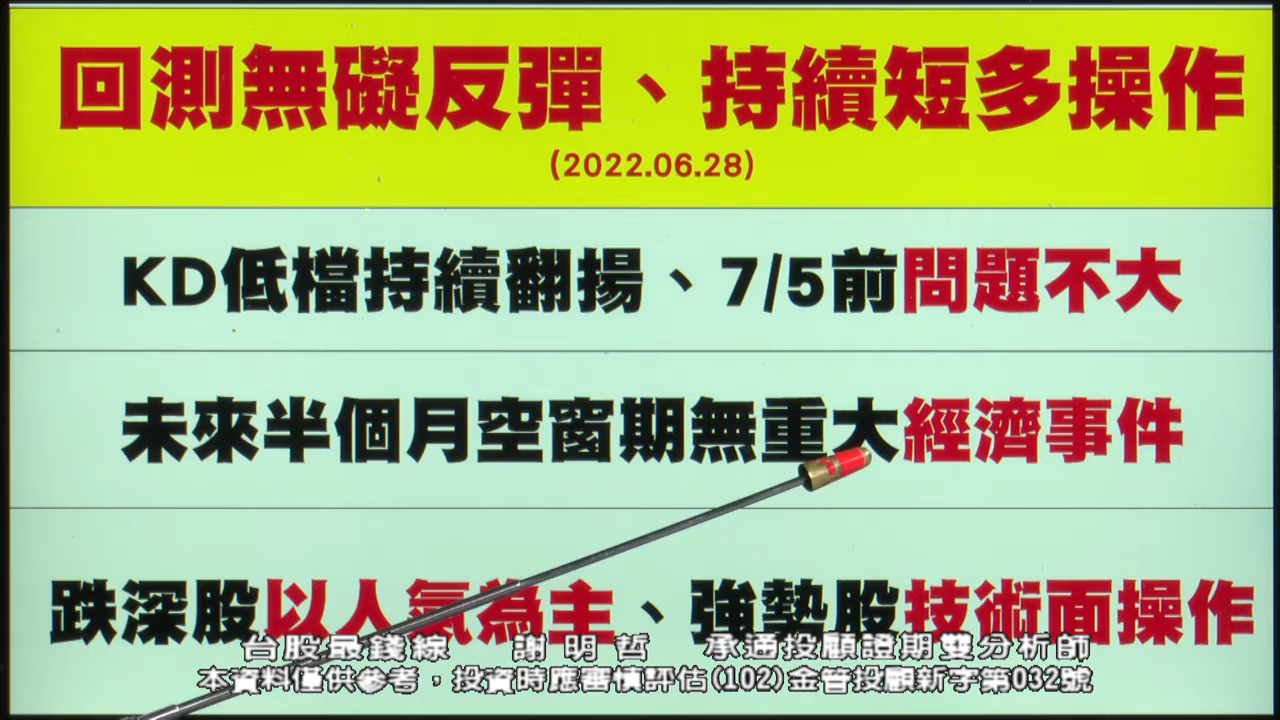 回測無礙反彈、持續短多操作
(2022.06.28)
KD低檔持續翻揚、7/5前問題不大
未來半個月空窗期無重大經濟事件
跌深股以人氣為主、強勢股技術面操作
台股最錢線 謝明哲 承通投顧證期雙分析師
本資料僅供參考，投資時應審慎評估(102)金管投顧新字第032號